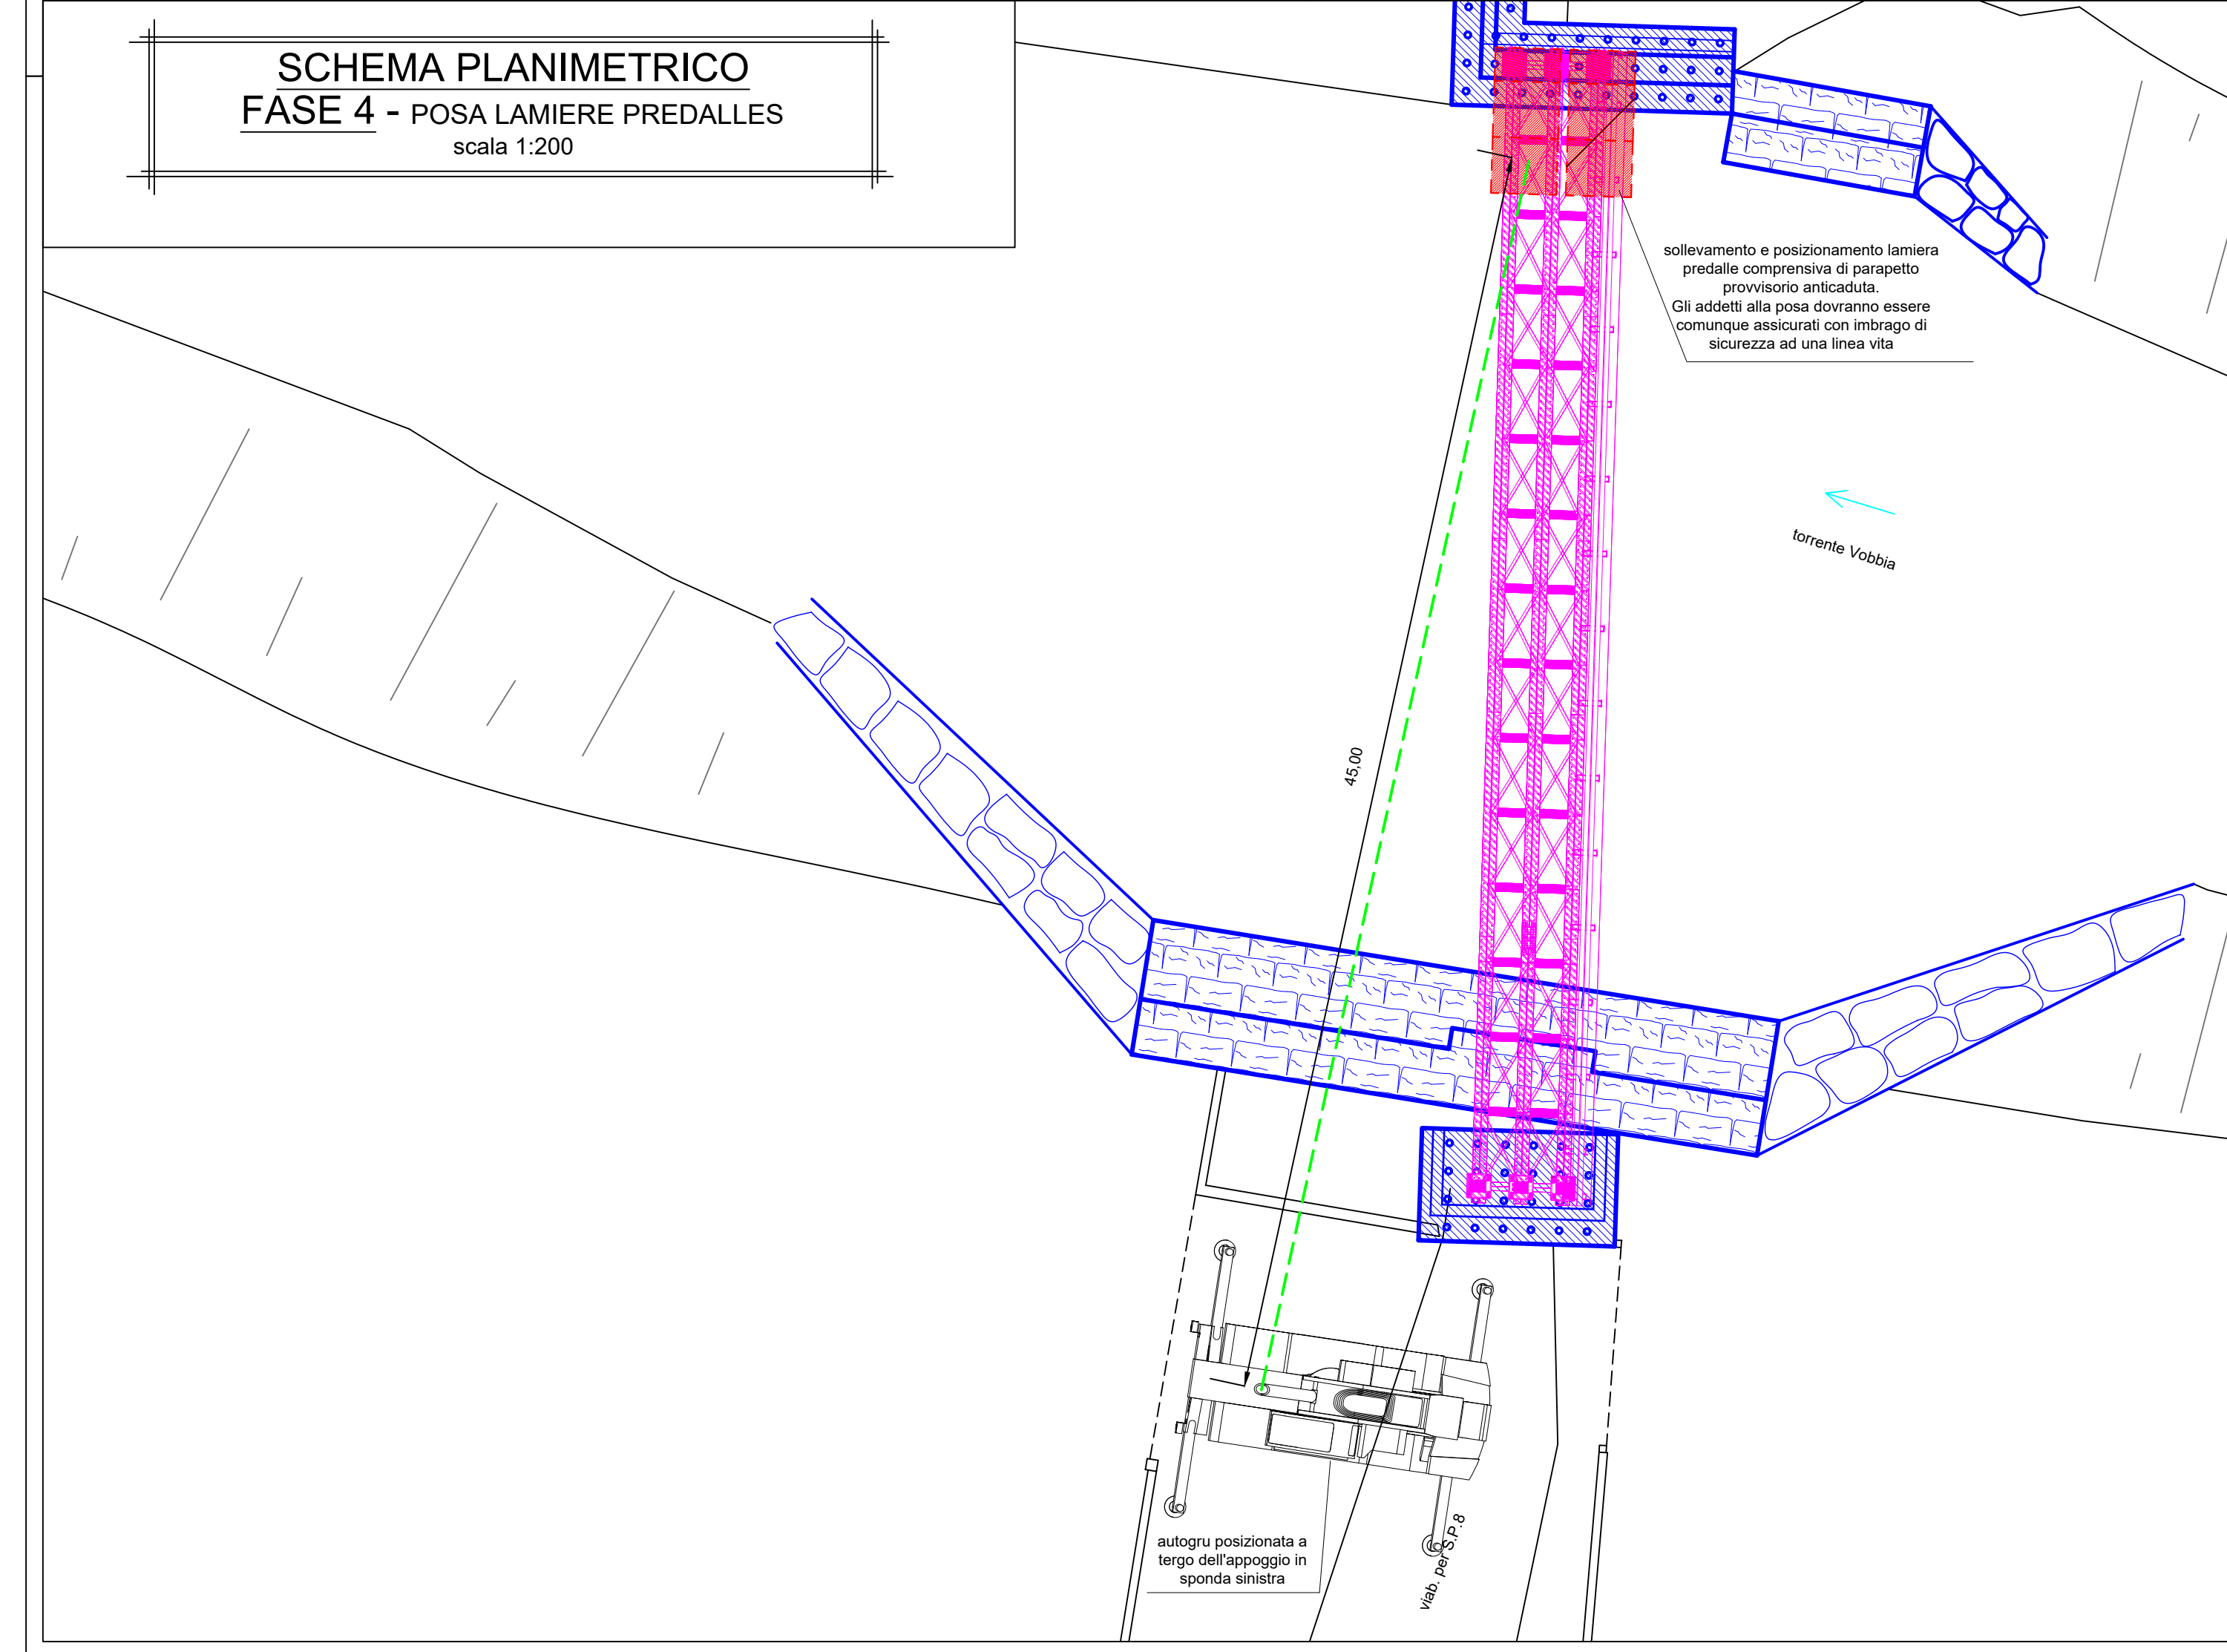 SCHEMA PLANIMETRICO
FASE 4 - POSA LAMIERE PREDALLES
scala 1:200
sollevamento e posizionamento lamiera
predalle comprensiva di parapetto
provvisorio anticaduta.
Gli addetti alla posa dovranno essere
comunque assicurati con imbrago di
sicurezza ad una linea vita
torrente Vobbia
45,00
autogru posizionata a
tergo dell'appoggio in
sponda sinistra
viab. per S.P.8